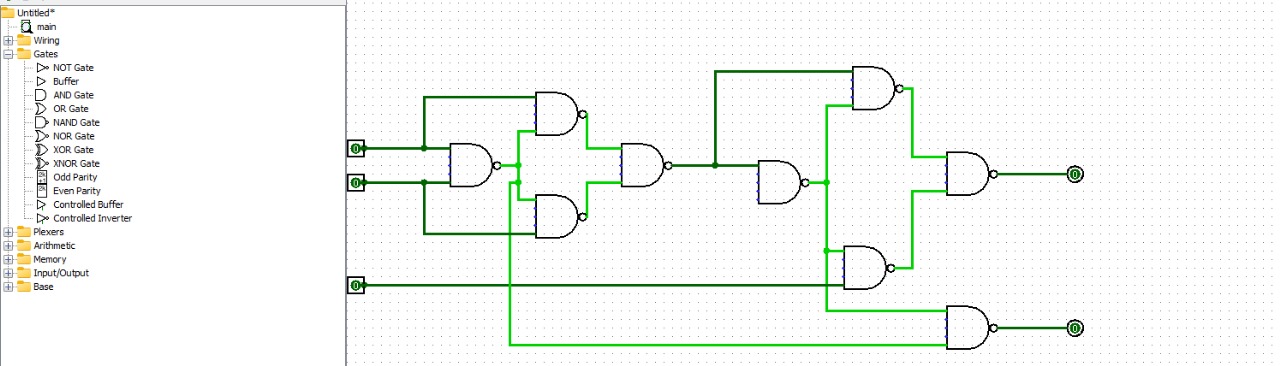 Untitled*
main
Wiring
Gates
NOT Gate
Buffer
AND Gate
OR Gate
NAND Gate
NOR Gate
XOR Gate
XNOR Gate
Odd Parity
Even Parity
Controlled Buffer
Controlled Inverter
Plexers
Arithmetic
Memory
Input/Output
Base
0
0
0
0
0